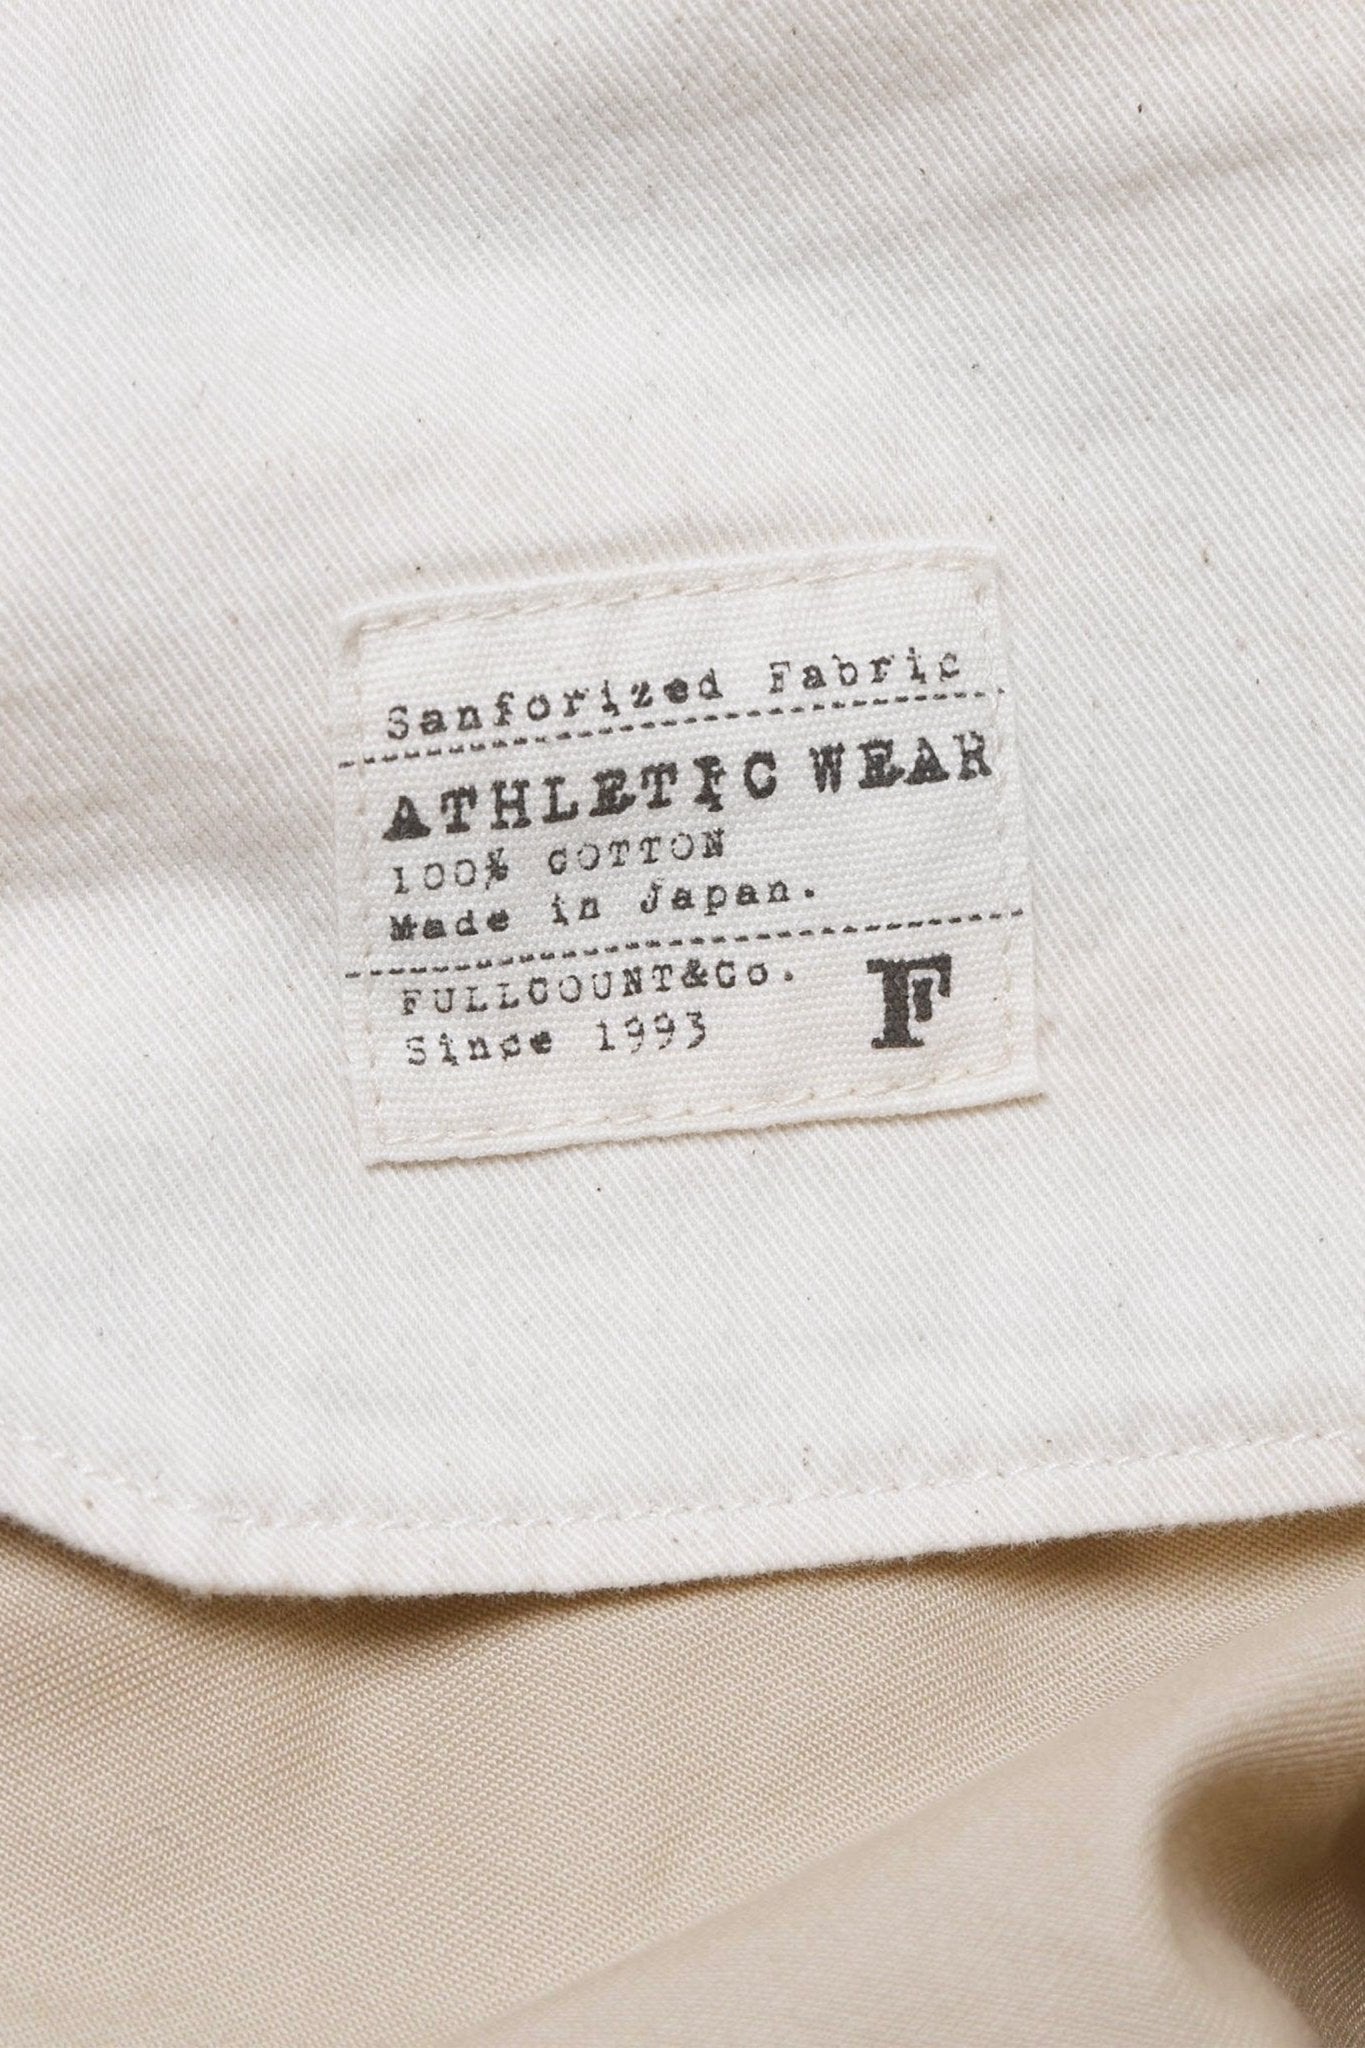 Sanforized Fabric
ATHLETIC WEAR
100% COTTON
Made in Japan.
FULLCOUNT&Co.
Since 1993
F